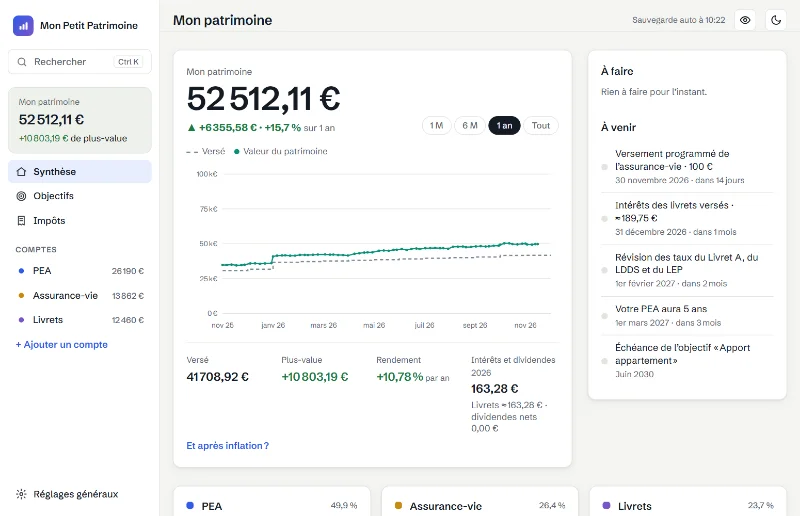 Mon Petit Patrimoine
Rechercher
Ctrl K
Mon patrimoine
52 512,11 €
+10 803,19 € de plus-value
Synthèse
Objectifs
Impôts
COMPTES
PEA 26 190 €
Assurance-vie 13 862 €
Livrets 12 460 €
+ Ajouter un compte
Réglages généraux
Mon patrimoine
Sauvegarde auto à 10:22
Mon patrimoine
52 512,11 €
▲ +6 355,58 € · +15,7 % sur 1 an
1 M
6 M
1 an
Tout
Versé
Valeur du patrimoine
100 k€
75 k€
50 k€
25 k€
0 €
nov 25
janv 26
mars 26
mai 26
juil 26
sept 26
nov 26
Versé
41 708,92 €
Plus-value
+10 803,19 €
Rendement
+10,78 % par an
Intérêts et dividendes
2026
163,28 €
Livrets ≈ 163,28 € ·
dividendes nets
0,00 €
Et après inflation ?
À faire
Rien à faire pour l'instant.
À venir
Versement programmé de
l'assurance-vie · 100 €
30 novembre 2026 · dans 14 jours
Intérêts des livrets versés ·
≈ 189,75 €
31 décembre 2026 · dans 1 mois
Révision des taux du Livret A, du
LDDS et du LEP
1er février 2027 · dans 2 mois
Votre PEA aura 5 ans
1er mars 2027 · dans 3 mois
Échéance de l'objectif « Apport
appartement »
Juin 2030
PEA 49,9 %
Assurance-vie 26,4 %
Livrets 23,7 %